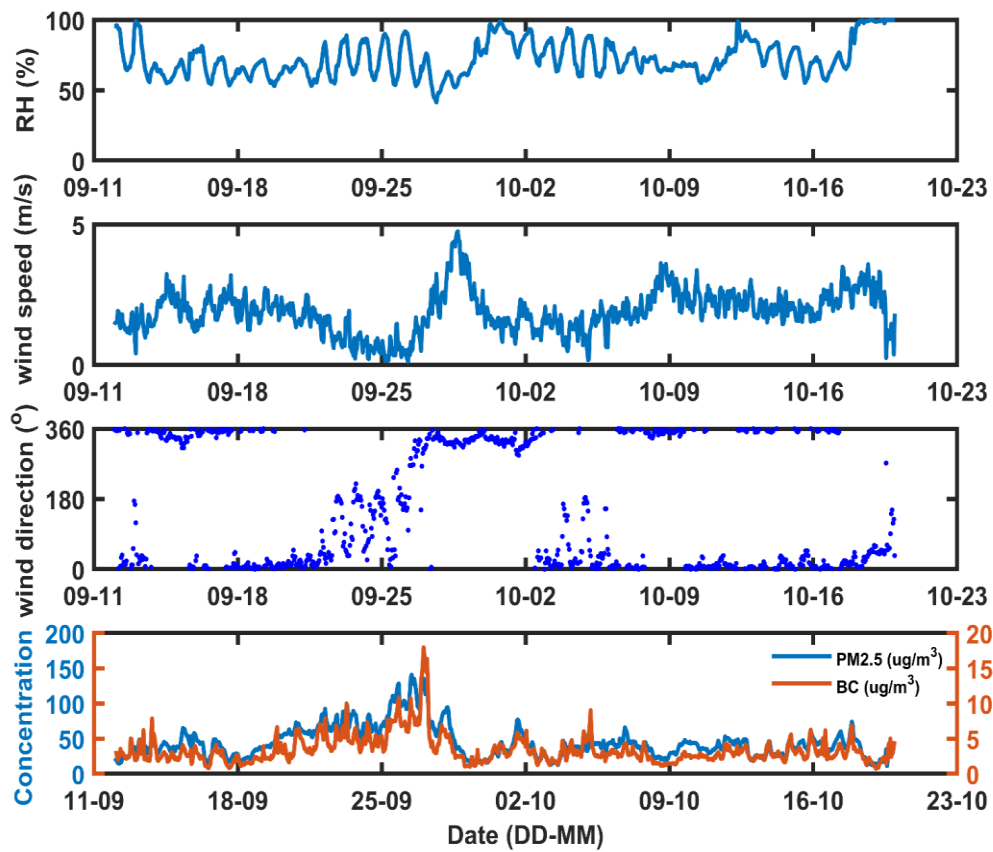 RH (%)
100
50
0
09-11 09-18 09-25 10-02 10-09 10-16 10-23
wind speed (m/s)
5
0
09-11 09-18 09-25 10-02 10-09 10-16 10-23
wind direction (°)
360
180
0
09-11 09-18 09-25 10-02 10-09 10-16 10-23
Concentration
200 20
150 15
100 10
50 5
0 0
PM2.5 (ug/m³)
BC (ug/m³)
11-09 18-09 25-09 02-10 09-10 16-10 23-10
Date (DD-MM)